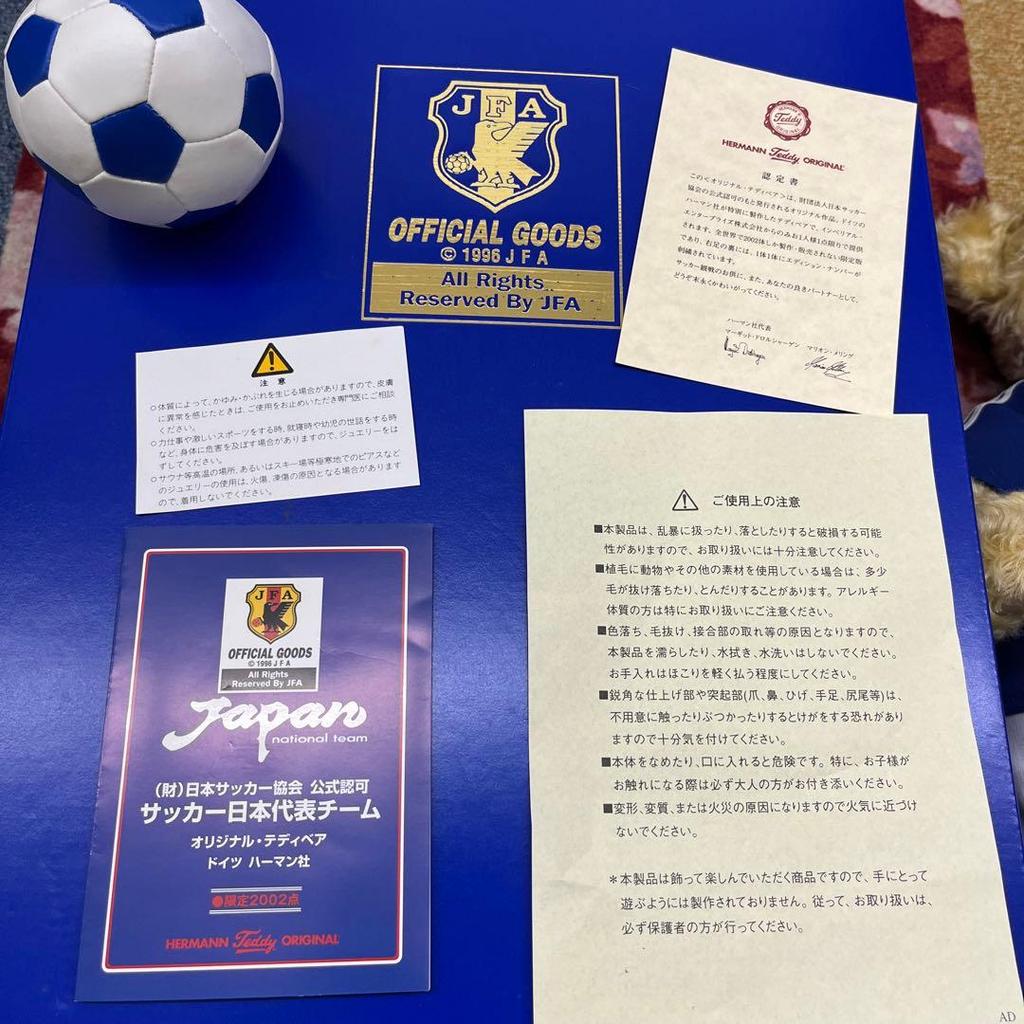 JFA
OFFICIAL GOODS
© 1996 JFA
All Rights
Reserved By JFA
HERMANN Teddy ORIGINAL
HERMANN Teddy ORIGINAL
認定書
この<オリジナル・テディベア>は、財団法人日本サッカー
協会の公式認可のもと発行されるオリジナル作品。ドイツの
ハーマン社が特別に製作したテディベアで、インペリアル・
エンタープライズ株式会社からのみお1人様1点限りで提供
されます。全世界で2002体しか製作・販売されない限定版
であり、右足の裏には、1体1体にエディション・ナンバーが
刺繍されています。
サッカー観戦のお供に、また、あなたの良きパートナーとして、
どうぞ末永くかわいがってください。
ハーマン社代表
マーギット・ドロルシャーゲン マリオン・メリング
注意
○体質によって、かゆみ・かぶれを生じる場合がありますので、皮膚
に異常を感じたときは、ご使用をお止めいただき専門医にご相談
ください。
○力仕事や激しいスポーツをする時、就寝時や幼児の世話をする時
など、身体に危害を及ぼす場合がありますので、ジュエリーをは
ずしてください。
○サウナ等高温の場所、あるいはスキー場等極寒地でのピアスなど
のジュエリーの使用は、火傷、凍傷の原因となる場合があります
ので、着用しないでください。
JFA
OFFICIAL GOODS
© 1996 JFA
All Rights
Reserved By JFA
Japan
national team
(財)日本サッカー協会 公式認可
サッカー日本代表チーム
オリジナル・テディベア
ドイツ ハーマン社
●限定2002点
HERMANN Teddy ORIGINAL
ご使用上の注意
■本製品は、乱暴に扱ったり、落としたりすると破損する可能
性がありますので、お取り扱いには十分注意してください。
■植毛に動物やその他の素材を使用している場合は、多少
毛が抜け落ちたり、とんだりすることがあります。アレルギー
体質の方は特にお取り扱いにご注意ください。
■色落ち、毛抜け、接合部の取れ等の原因となりますので、
本製品を濡らしたり、水拭き、水洗いはしないでください。
お手入れはほこりを軽く払う程度にしてください。
■鋭角な仕上げ部や突起部(爪、鼻、ひげ、手足、尻尾等)は、
不用意に触ったりぶつかったりするとけがをする恐れがあり
ますので十分気を付けてください。
■本体をなめたり、口に入れると危険です。特に、お子様が
お触れになる際は必ず大人の方がお付き添いください。
■変形、変質、または火災の原因になりますので火気に近づけ
ないでください。
＊本製品は飾って楽しんでいただく商品ですので、手にとって
遊ぶようには製作されておりません。従って、お取り扱いは、
必ず保護者の方が行ってください。
AD